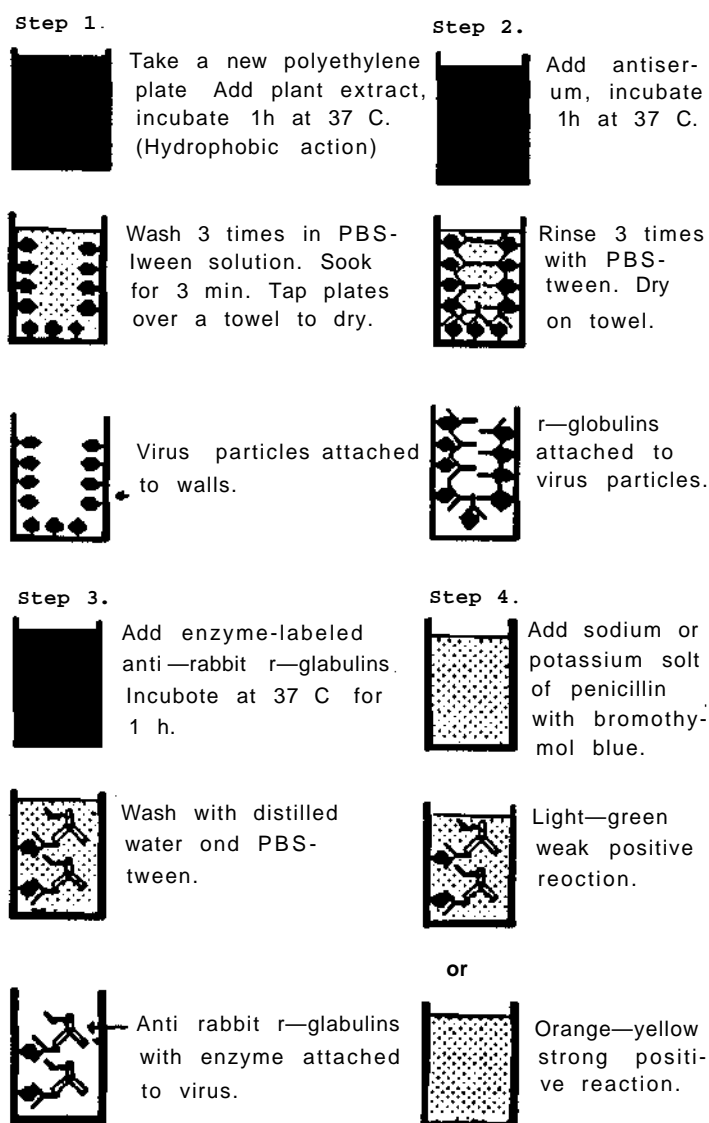 Step 1.
Take a new polyethylene
plate Add plant extract,
incubate 1h at 37 C.
(Hydrophobic action)
Wash 3 times in PBS-
Iween solution. Sook
for 3 min. Tap plates
over a towel to dry.
Virus particles attached
to walls.
Step 2.
Add antiser-
um, incubate
1h at 37 C.
Rinse 3 times
with PBS-
tween. Dry
on towel.
r—globulins
attached to
virus particles.
Step 3.
Add enzyme-labeled
anti—rabbit r—glabulins.
Incubote at 37 C for
1 h.
Wash with distilled
water ond PBS-
tween.
Anti rabbit r—glabulins
with enzyme attached
to virus.
Step 4.
Add sodium or
potassium solt
of penicillin
with bromothy-
mol blue.
Light—green
weak positive
reoction.
or
Orange—yellow
strong positi-
ve reaction.